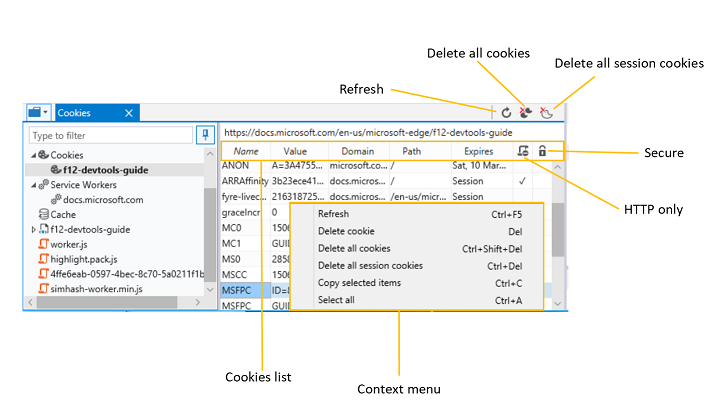 Delete all cookies
Delete all session cookies
Refresh
Cookies
Type to filter
https://docs.microsoft.com/en-us/microsoft-edge/f12-devtools-guide
Name Value Domain Path Expires
Secure
HTTP only
Cookies
f12-devtools-guide
Service Workers
docs.microsoft.com
Cache
f12-devtools-guide
worker.js
highlight.pack.js
4ffe6eab-0597-4bec-8c70-5a0211f1b
simhash-worker.min.js
ANON A=3A4755... microsoft.co... / Sat, 10 Mar...
ARRAffinity 3b23ece41... docs.micros... / Session ✓
fyre-livec... 216318725... docs.micros... /en-us/micr... Session
graceIncr 0
MC0 1506
MC1 GUI
MS0 2858
MSCC 1506
MSFPC ID=
MSFPC GUI
Refresh Ctrl+F5
Delete cookie Del
Delete all cookies Ctrl+Shift+Del
Delete all session cookies Ctrl+Del
Copy selected items Ctrl+C
Select all Ctrl+A
Cookies list
Context menu